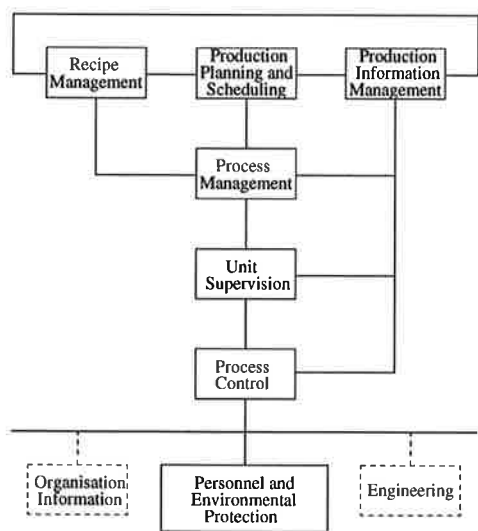 Recipe
Management
Production
Planning and
Scheduling
Production
Information
Management
Process
Management
Unit
Supervision
Process
Control
Organisation
Information
Personnel and
Environmental
Protection
Engineering